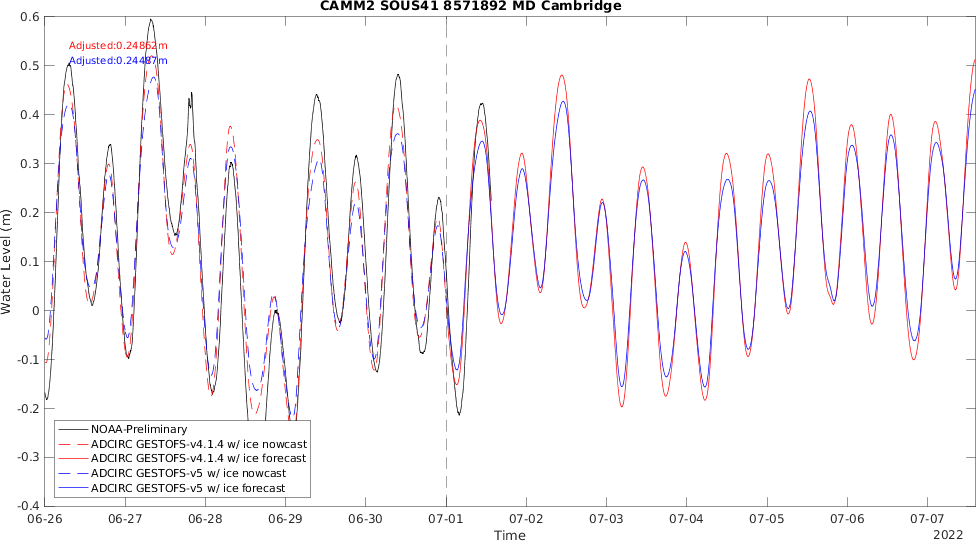 CAMM2 SOUS41 8571892 MD Cambridge
Adjusted:0.24862m
Adjusted:0.24487m
Water Level (m)
0.6
0.5
0.4
0.3
0.2
0.1
0
-0.1
-0.2
-0.3
-0.4
NOAA-Preliminary
ADCIRC GESTOFS-v4.1.4 w/ ice nowcast
ADCIRC GESTOFS-v4.1.4 w/ ice forecast
ADCIRC GESTOFS-v5 w/ ice nowcast
ADCIRC GESTOFS-v5 w/ ice forecast
06-26 06-27 06-28 06-29 06-30 07-01 07-02 07-03 07-04 07-05 07-06 07-07
Time
2022